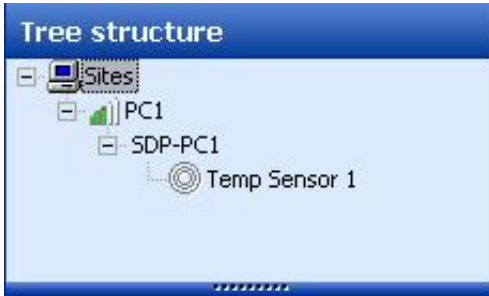 Tree structure
Sites
PC1
SDP-PC1
Temp Sensor 1